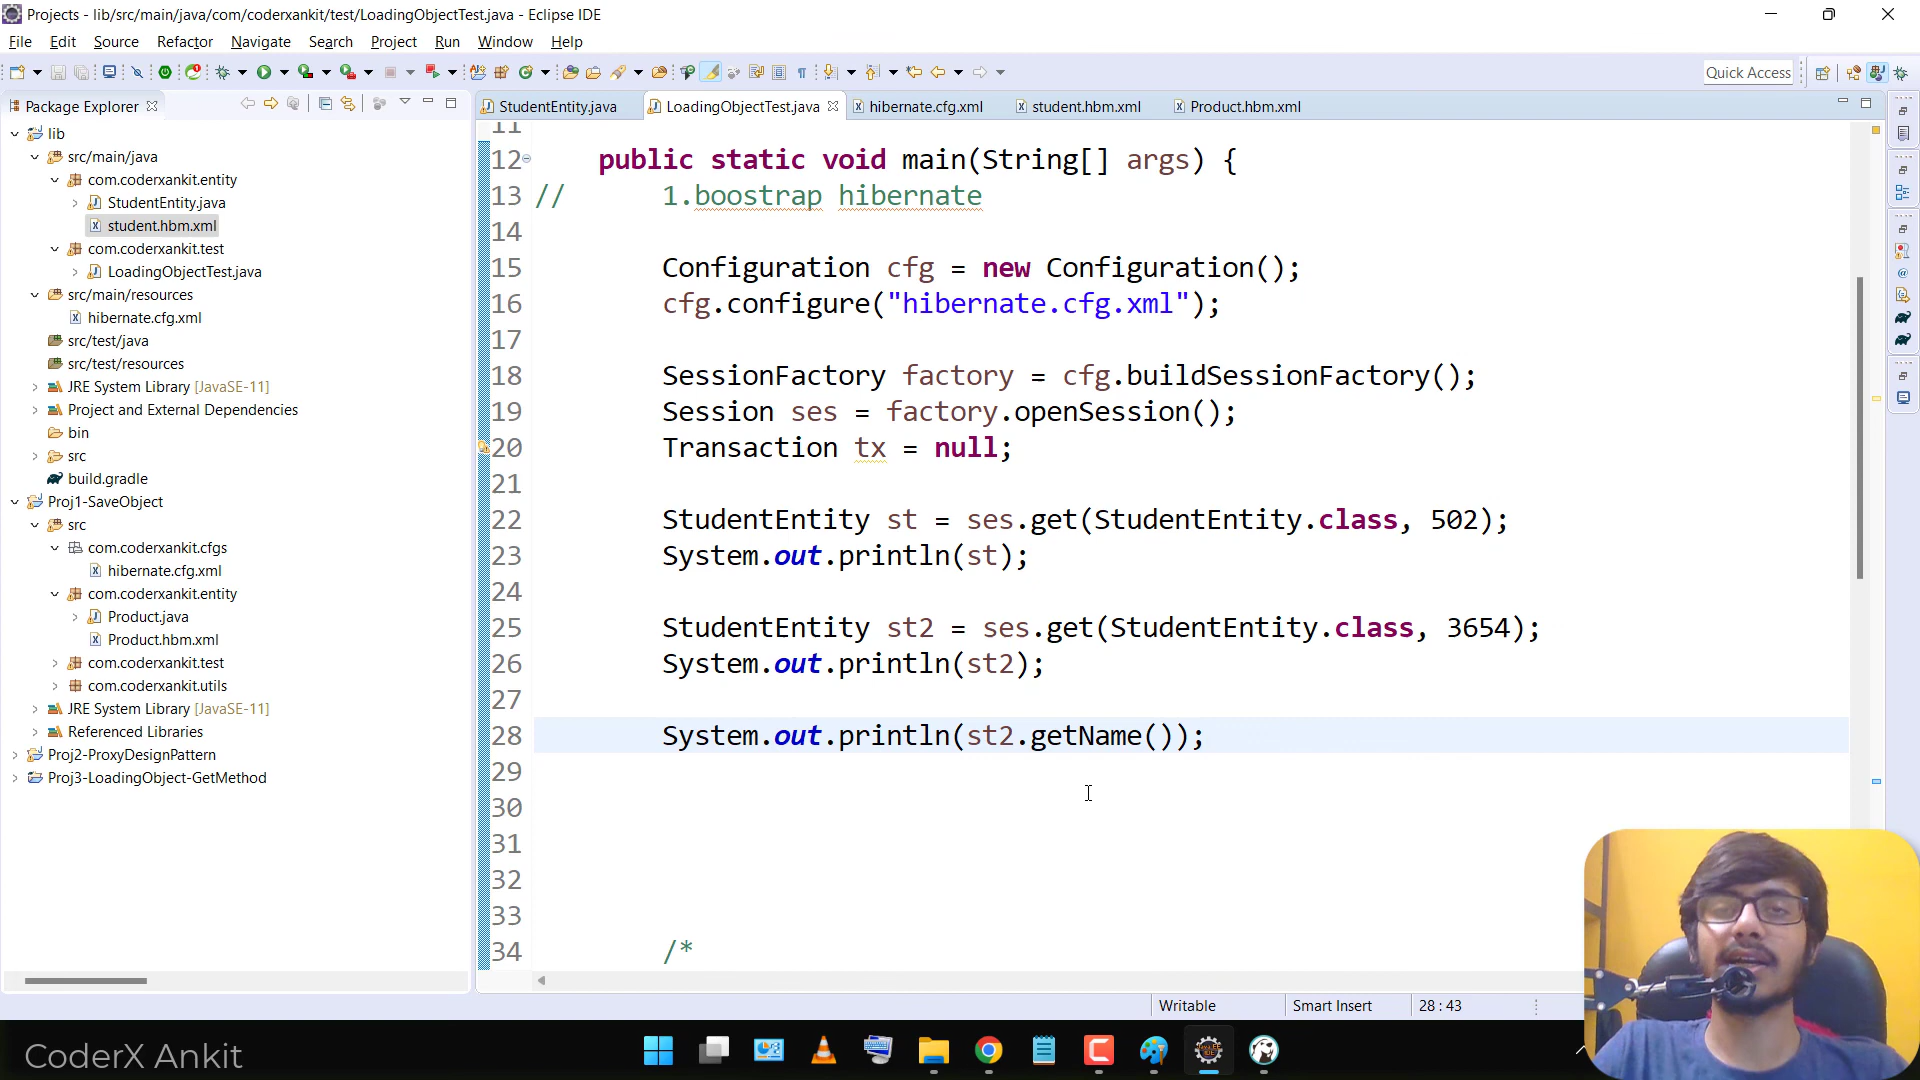 Projects - lib/src/main/java/com/coderxankit/test/LoadingObjectTest.java - Eclipse IDE
File Edit Source Refactor Navigate Search Project Run Window Help
Quick Access
Package Explorer
StudentEntity.java LoadingObjectTest.java hibernate.cfg.xml student.hbm.xml Product.hbm.xml
lib
src/main/java
com.coderxankit.entity
StudentEntity.java
student.hbm.xml
com.coderxankit.test
LoadingObjectTest.java
src/main/resources
hibernate.cfg.xml
src/test/java
src/test/resources
JRE System Library [JavaSE-11]
Project and External Dependencies
bin
src
build.gradle
Proj1-SaveObject
src
com.coderxankit.cfgs
hibernate.cfg.xml
com.coderxankit.entity
Product.java
Product.hbm.xml
com.coderxankit.test
com.coderxankit.utils
JRE System Library [JavaSE-11]
Referenced Libraries
Proj2-ProxyDesignPattern
Proj3-LoadingObject-GetMethod
11
12 public static void main(String[] args) {
13 // 1.boostrap hibernate
14
15 Configuration cfg = new Configuration();
16 cfg.configure("hibernate.cfg.xml");
17
18 SessionFactory factory = cfg.buildSessionFactory();
19 Session ses = factory.openSession();
20 Transaction tx = null;
21
22 StudentEntity st = ses.get(StudentEntity.class, 502);
23 System.out.println(st);
24
25 StudentEntity st2 = ses.get(StudentEntity.class, 3654);
26 System.out.println(st2);
27
28 System.out.println(st2.getName());
29
30
31
32
33
34 /*
Writable Smart Insert 28 : 43
CoderX Ankit